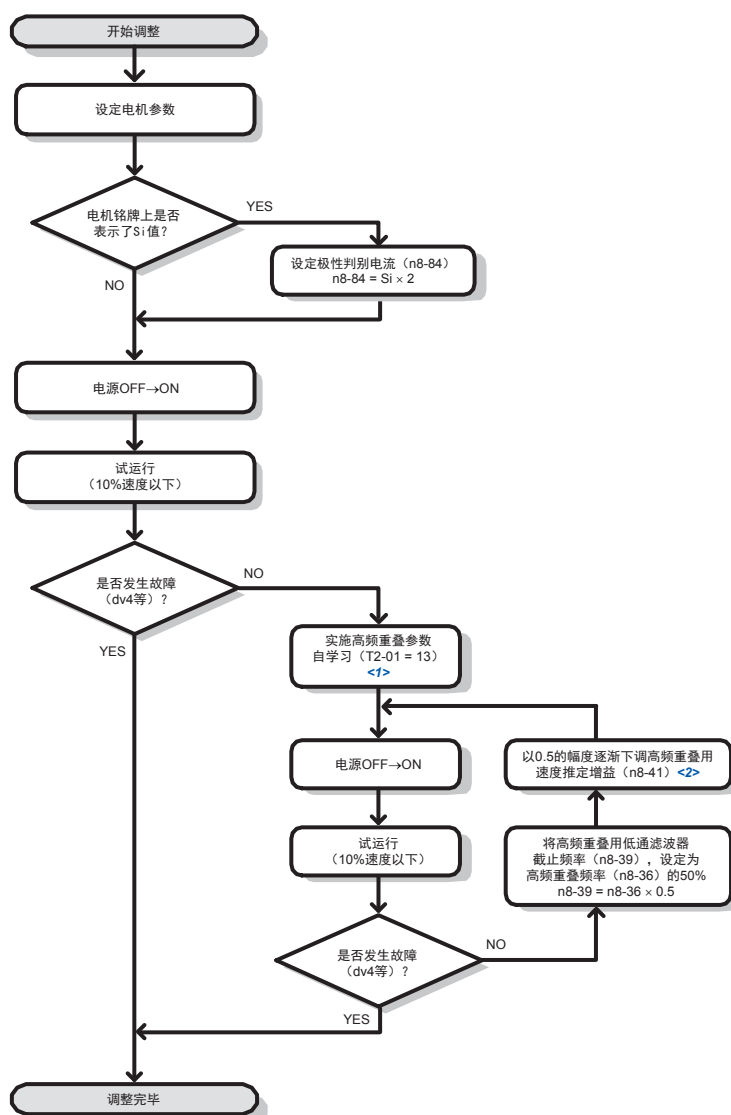 开始调整
设定电机参数
电机铭牌上是否
表示了Si值？
YES
设定极性判别电流（n8-84）
n8-84 = Si × 2
NO
电源OFF→ON
试运行
（10%速度以下）
是否发生故障
（dv4等）？
NO
YES
实施高频重叠参数
自学习（T2-01 = 13）
<1>
电源OFF→ON
以0.5的幅度逐渐下调高频重叠用
速度推定增益（n8-41）<2>
试运行
（10%速度以下）
将高频重叠用低通滤波器
截止频率（n8-39），设定为
高频重叠频率（n8-36）的50%
n8-39 = n8-36 × 0.5
是否发生故障
（dv4等）？
NO
YES
调整完毕